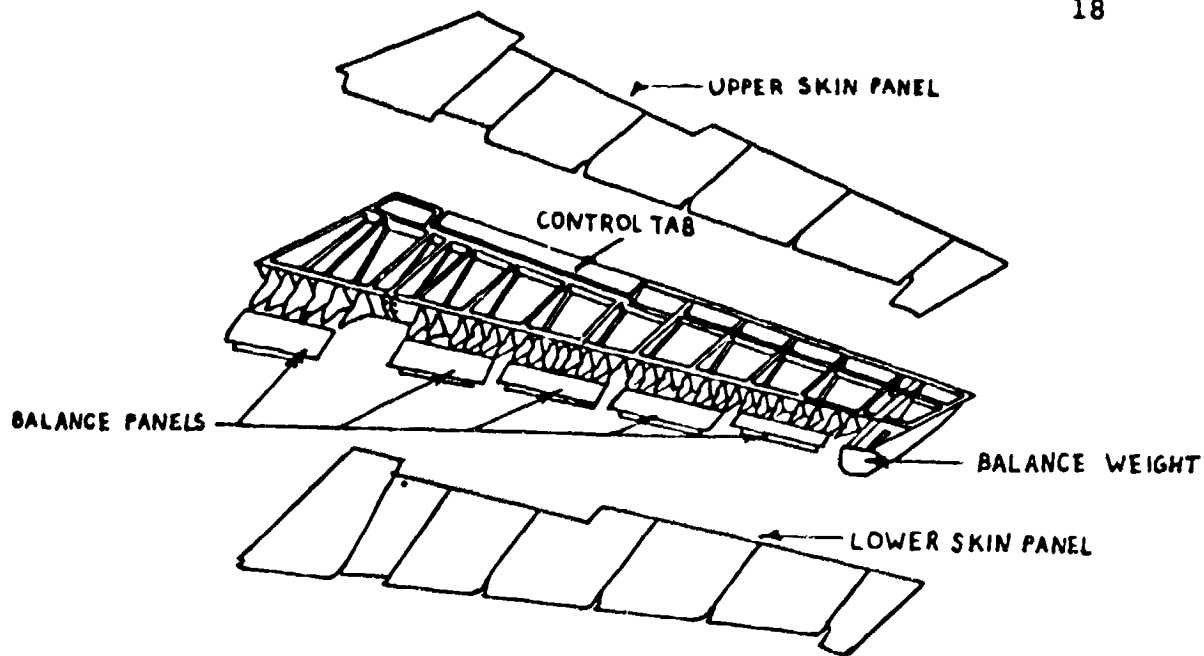 18
UPPER SKIN PANEL
CONTROL TAB
BALANCE PANELS
BALANCE WEIGHT
LOWER SKIN PANEL